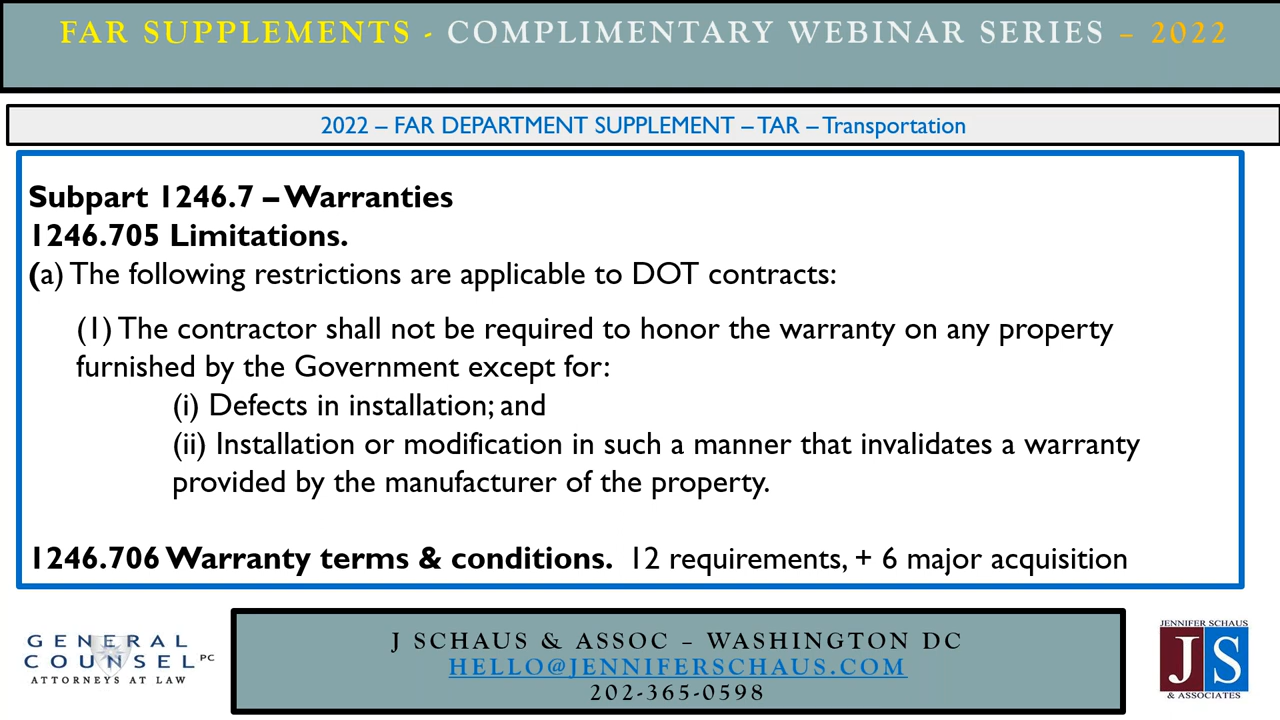 FAR SUPPLEMENTS - COMPLIMENTARY WEBINAR SERIES – 2022
2022 – FAR DEPARTMENT SUPPLEMENT – TAR – Transportation
Subpart 1246.7 – Warranties
1246.705 Limitations.
(a) The following restrictions are applicable to DOT contracts:
(1) The contractor shall not be required to honor the warranty on any property
furnished by the Government except for:
(i) Defects in installation; and
(ii) Installation or modification in such a manner that invalidates a warranty
provided by the manufacturer of the property.
1246.706 Warranty terms & conditions. 12 requirements, + 6 major acquisition
GENERAL
COUNSEL PC
ATTORNEYS AT LAW
J SCHAUS & ASSOC – WASHINGTON DC
HELLO@JENNIFERSCHAUS.COM
202-365-0598
JENNIFER SCHAUS
JS
& ASSOCIATES